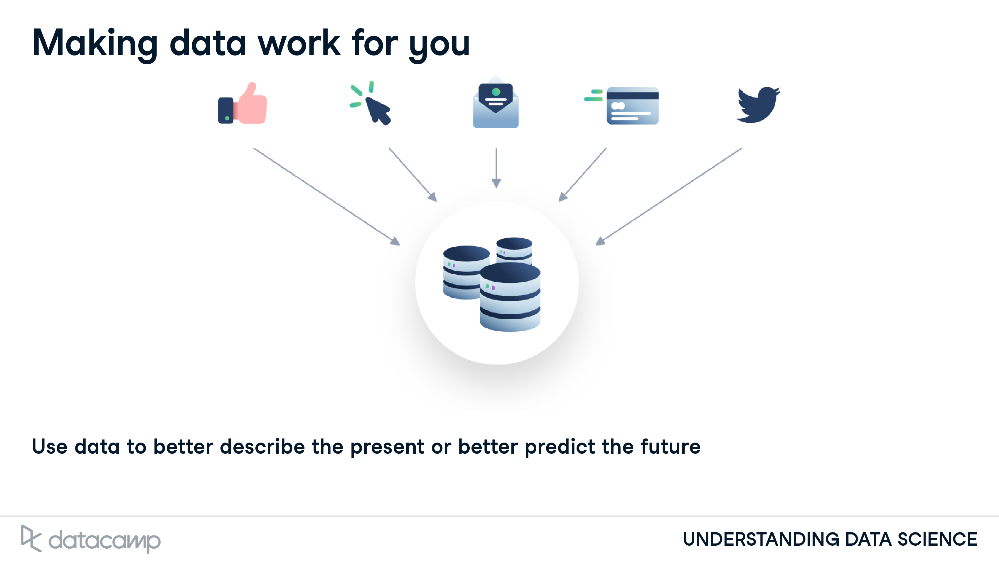 Making data work for you
Use data to better describe the present or better predict the future
datacamp
UNDERSTANDING DATA SCIENCE